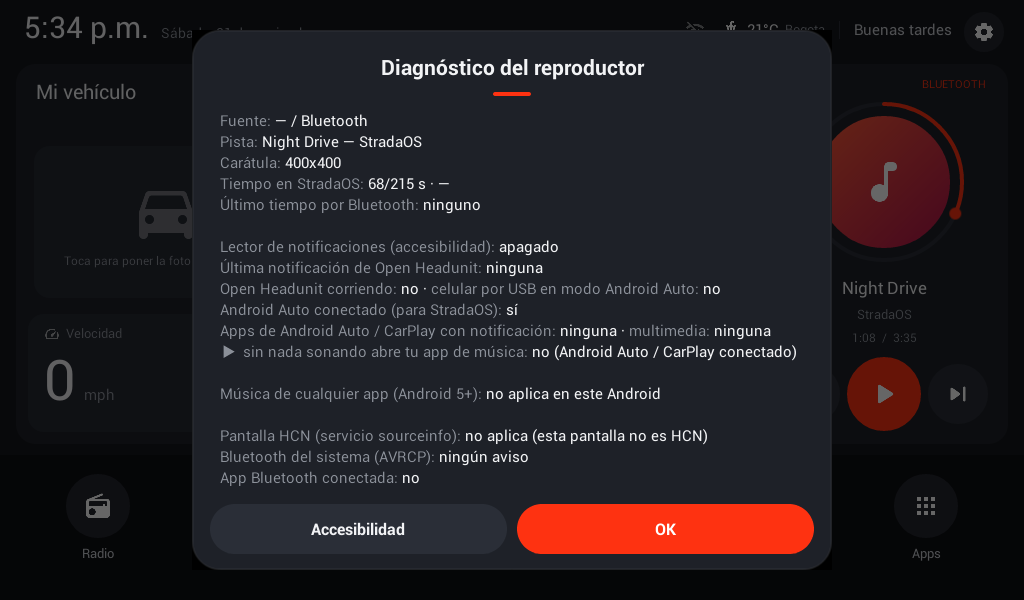 5:34 p.m.
21°C Bogota
Buenas tardes
Mi vehículo
BLUETOOTH
Diagnóstico del reproductor
Fuente: — / Bluetooth
Pista: Night Drive — StradaOS
Carátula: 400x400
Tiempo en StradaOS: 68/215 s · —
Último tiempo por Bluetooth: ninguno
Lector de notificaciones (accesibilidad): apagado
Última notificación de Open Headunit: ninguna
Open Headunit corriendo: no · celular por USB en modo Android Auto: no
Android Auto conectado (para StradaOS): sí
Apps de Android Auto / CarPlay con notificación: ninguna · multimedia: ninguna
▶ sin nada sonando abre tu app de música: no (Android Auto / CarPlay conectado)
Música de cualquier app (Android 5+): no aplica en este Android
Pantalla HCN (servicio sourceinfo): no aplica (esta pantalla no es HCN)
Bluetooth del sistema (AVRCP): ningún aviso
App Bluetooth conectada: no
Accesibilidad
OK
Toca para poner la foto
Velocidad
0 mph
Night Drive
StradaOS
1:08 / 3:35
Radio
Apps